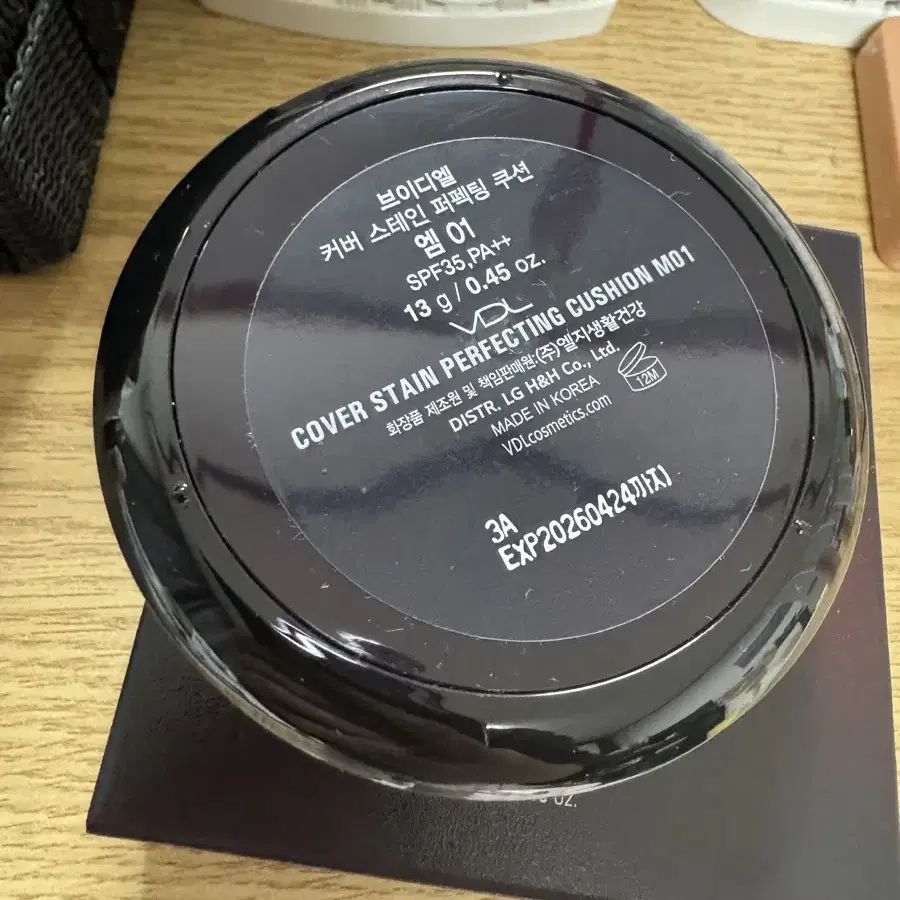 브이디엘
커버 스테인 퍼펙팅 쿠션
엠 01
SPF35,PA++
13 g / 0.45 oz.
VDL
COVER STAIN PERFECTING CUSHION M01
화장품 제조원 및 책임판매원:(주)엘지생활건강
DISTR. LG H&H Co., Ltd.
MADE IN KOREA
VDLcosmetics.com
12M
3A
EXP20260424까지
oz.